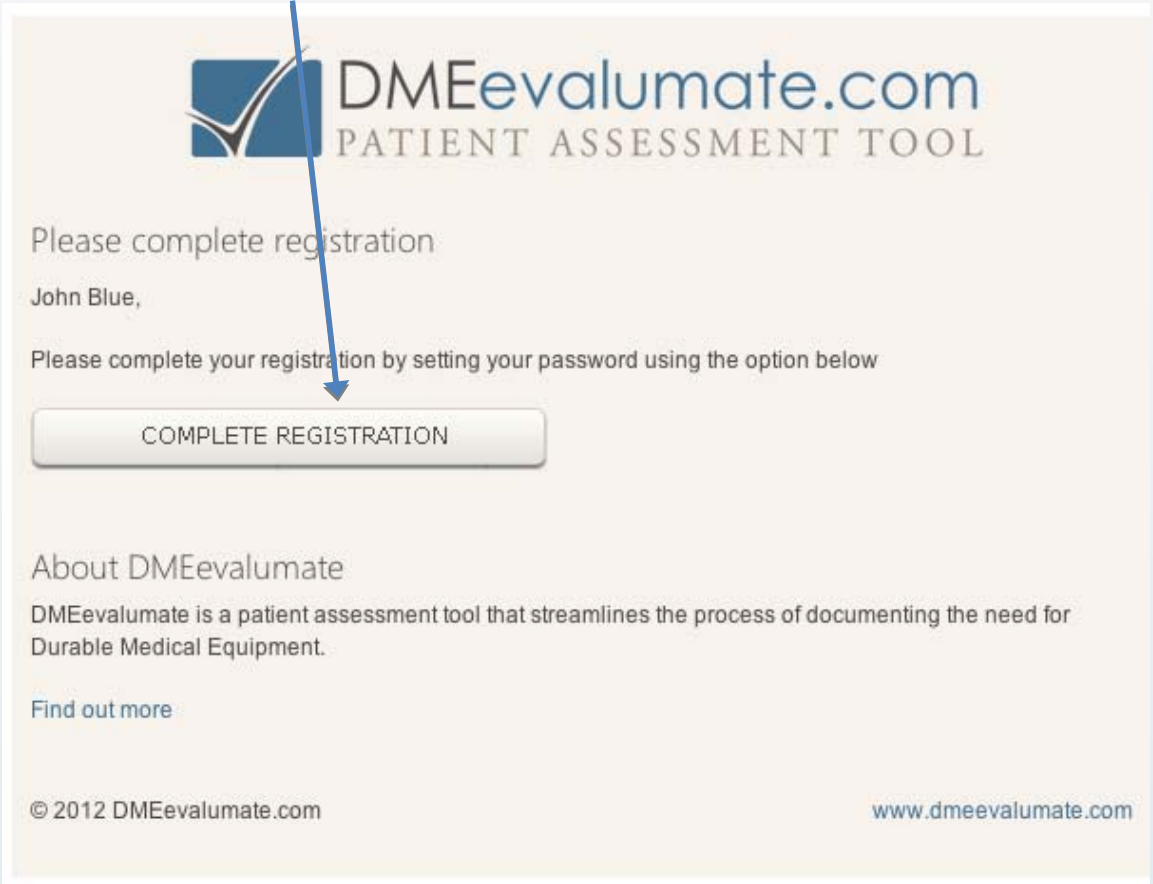 DMEevalumate.com
PATIENT ASSESSMENT TOOL
Please complete registration
John Blue,
Please complete your registration by setting your password using the option below
COMPLETE REGISTRATION
About DMEevalumate
DMEevalumate is a patient assessment tool that streamlines the process of documenting the need for
Durable Medical Equipment.
Find out more
© 2012 DMEevalumate.com www.dmeevalumate.com